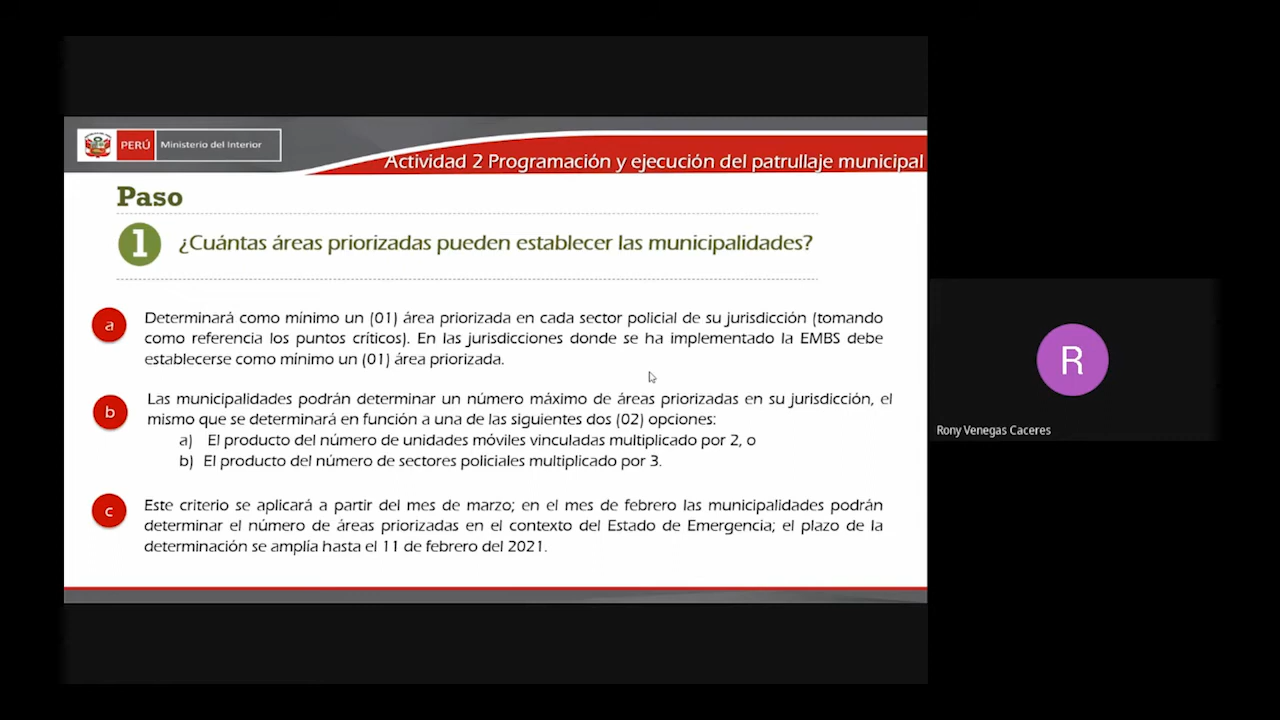 PERÚ
Ministerio del Interior
Actividad 2 Programación y ejecución del patrullaje municipal
Paso
1 ¿Cuántas áreas priorizadas pueden establecer las municipalidades?
a Determinará como mínimo un (01) área priorizada en cada sector policial de su jurisdicción (tomando
como referencia los puntos críticos). En las jurisdicciones donde se ha implementado la EMBS debe
establecerse como mínimo un (01) área priorizada.
b Las municipalidades podrán determinar un número máximo de áreas priorizadas en su jurisdicción, el
mismo que se determinará en función a una de las siguientes dos (02) opciones:
a) El producto del número de unidades móviles vinculadas multiplicado por 2, o
b) El producto del número de sectores policiales multiplicado por 3.
c Este criterio se aplicará a partir del mes de marzo; en el mes de febrero las municipalidades podrán
determinar el número de áreas priorizadas en el contexto del Estado de Emergencia; el plazo de la
determinación se amplía hasta el 11 de febrero del 2021.
R
Rony Venegas Caceres